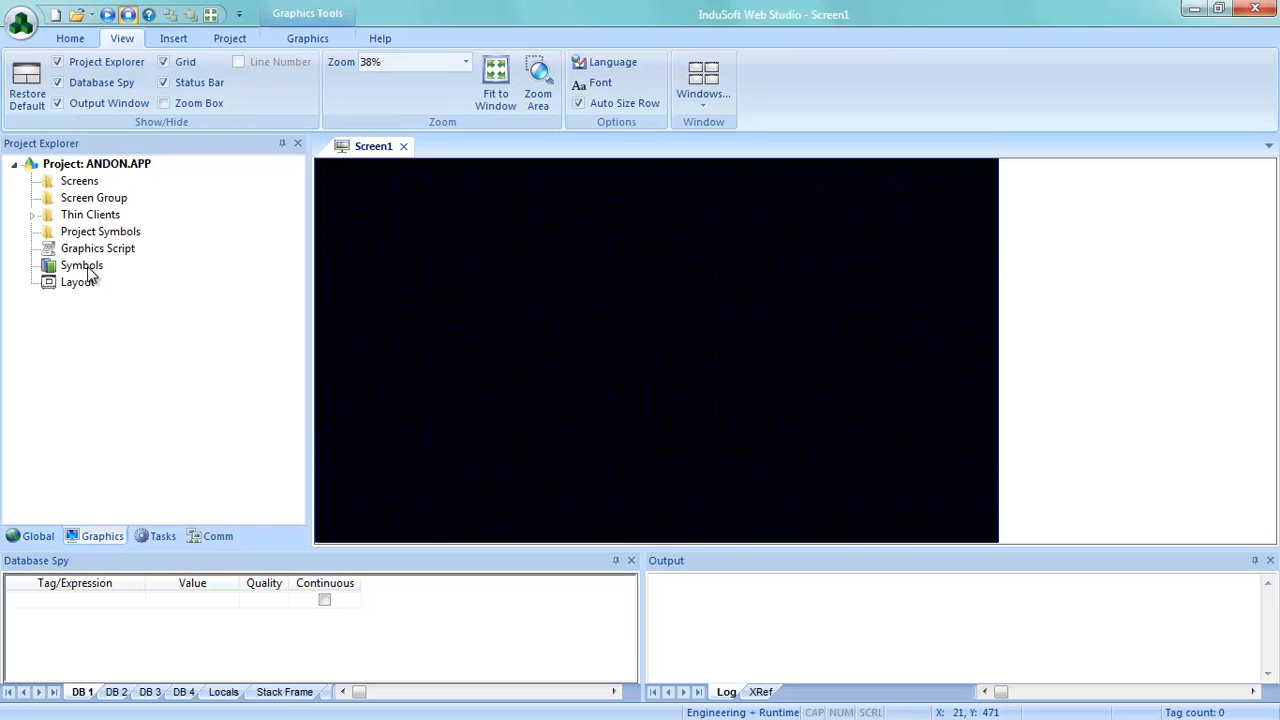 Graphics Tools
InduSoft Web Studio - Screen1
Home View Insert Project Graphics Help
Restore Default
Project Explorer
Database Spy
Output Window
Grid
Status Bar
Zoom Box
Line Number
Show/Hide
Zoom 38%
Fit to Window
Zoom Area
Zoom
Language
Font
Auto Size Row
Options
Windows...
Window
Project Explorer
Screen1
Project: ANDON.APP
Screens
Screen Group
Thin Clients
Project Symbols
Graphics Script
Symbols
Layout
Global Graphics Tasks Comm
Database Spy
Tag/Expression Value Quality Continuous
DB 1 DB 2 DB 3 DB 4 Locals Stack Frame
Output
Log XRef
Engineering + Runtime CAP NUM SCRL X: 21, Y: 471 Tag count: 0